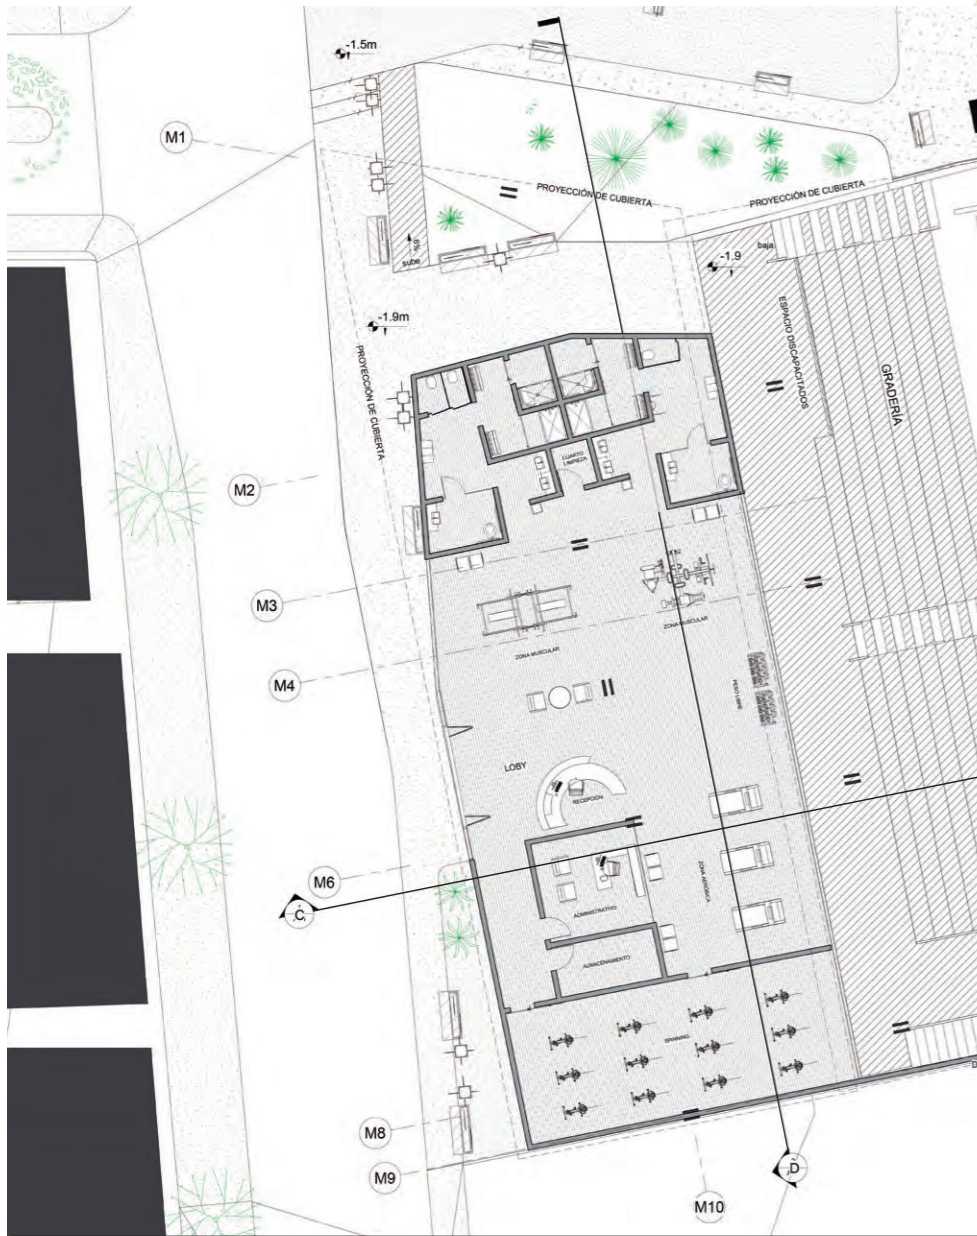 -1.5m
M1
PROYECCIÓN DE CUBIERTA
PROYECCIÓN DE CUBIERTA
6%
sube
baja
-1.9
-1.9m
PROYECCIÓN DE CUBIERTA
ESPACIO DISCAPACITADOS
GRADERÍA
CUARTO
LIMPIEZA
M2
M3
ZONA MUSCULAR
ZONA MUSCULAR
M4
PESO LIBRE
LOBY
RECEPCIÓN
M6
C
ZONA AEROBICA
ADMINISTRATIVO
ALMACENAMIENTO
SPINNING
D
M8
M9
D
M10